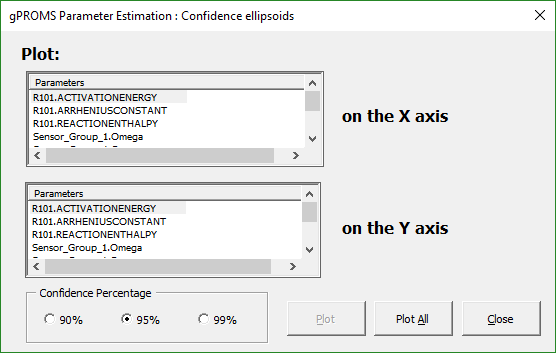 gPROMS Parameter Estimation : Confidence ellipsoids
Plot:
Parameters
R101.ACTIVATIONENERGY
R101.ARRHENIUSCONSTANT
R101.REACTIONENTHALPY
Sensor_Group_1.Omega
on the X axis
Parameters
R101.ACTIVATIONENERGY
R101.ARRHENIUSCONSTANT
R101.REACTIONENTHALPY
Sensor_Group_1.Omega
on the Y axis
Confidence Percentage
90% 95% 99%
Plot Plot All Close